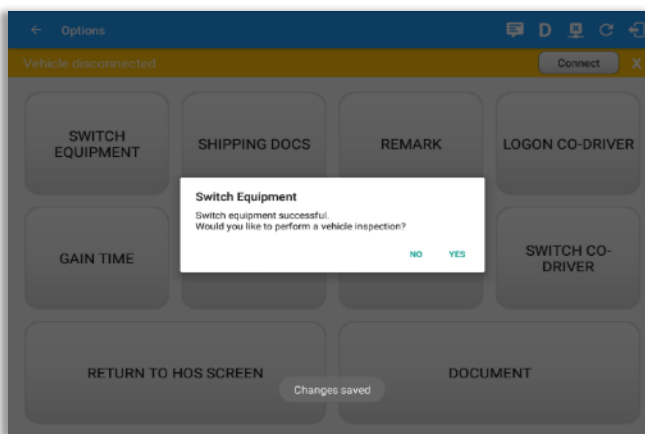 Options
D
Vehicle disconnected
Connect
X
SWITCH
EQUIPMENT
SHIPPING DOCS
REMARK
LOGON CO-DRIVER
Switch Equipment
Switch equipment successful.
Would you like to perform a vehicle inspection?
NO
YES
GAIN TIME
SWITCH CO-
DRIVER
RETURN TO HOS SCREEN
DOCUMENT
Changes saved